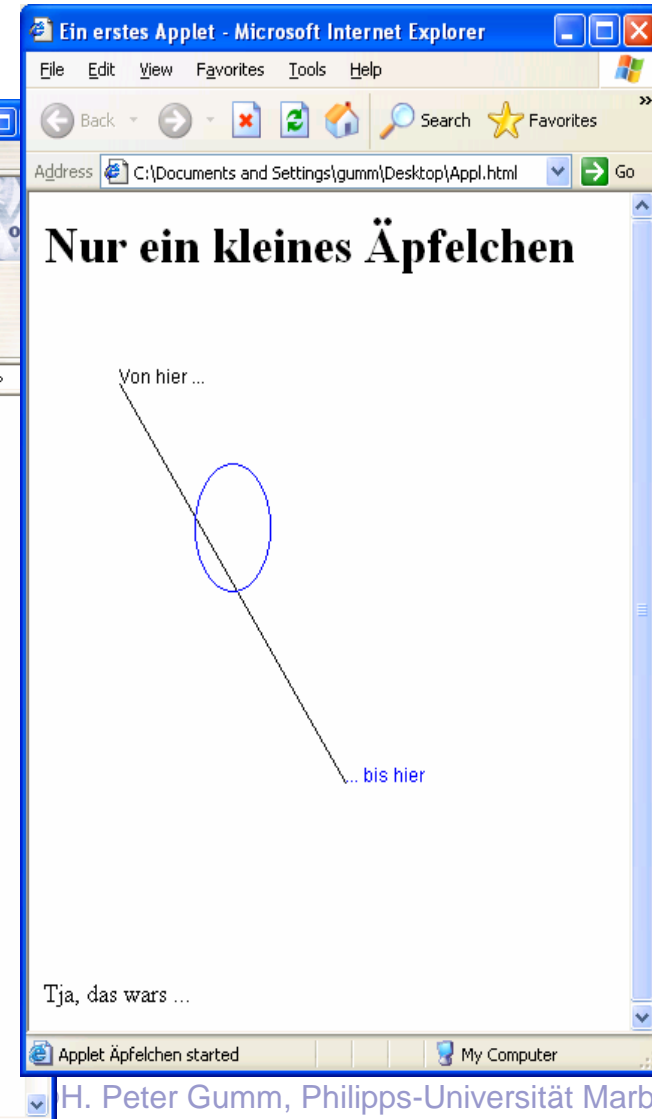 Ein erstes Applet - Microsoft Internet Explorer
File Edit View Favorites Tools Help
Back Search Favorites »
Address C:\Documents and Settings\gumm\Desktop\Appl.html Go
Nur ein kleines Äpfelchen
Von hier ...
... bis hier
Tja, das wars ...
Applet Äpfelchen started My Computer
H. Peter Gumm, Philipps-Universität Marb